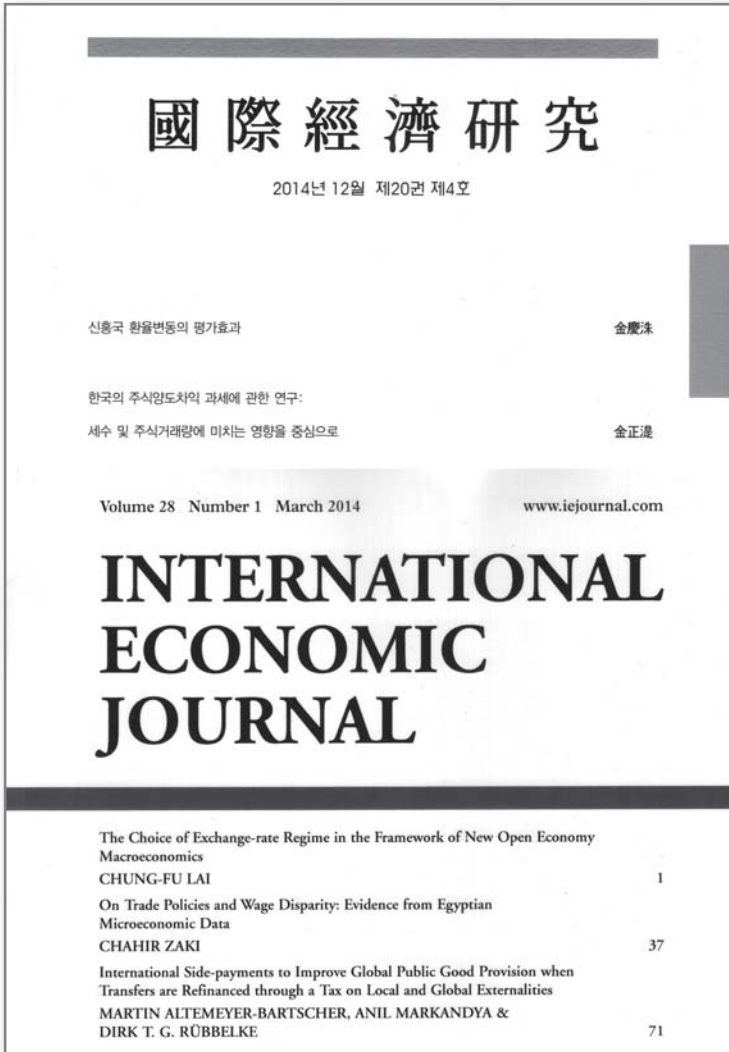 國際經濟研究
2014년 12월 제20권 제4호
신흥국 환율변동의 평가효과 金慶洙
한국의 주식양도차익 과세에 관한 연구:
세수 및 주식거래량에 미치는 영향을 중심으로 金正湜
Volume 28 Number 1 March 2014 www.iejournal.com
INTERNATIONAL
ECONOMIC
JOURNAL
The Choice of Exchange-rate Regime in the Framework of New Open Economy
Macroeconomics
CHUNG-FU LAI 1
On Trade Policies and Wage Disparity: Evidence from Egyptian
Microeconomic Data
CHAHIR ZAKI 37
International Side-payments to Improve Global Public Good Provision when
Transfers are Refinanced through a Tax on Local and Global Externalities
MARTIN ALTEMEYER-BARTSCHER, ANIL MARKANDYA &
DIRK T. G. RÜBBELKE 71